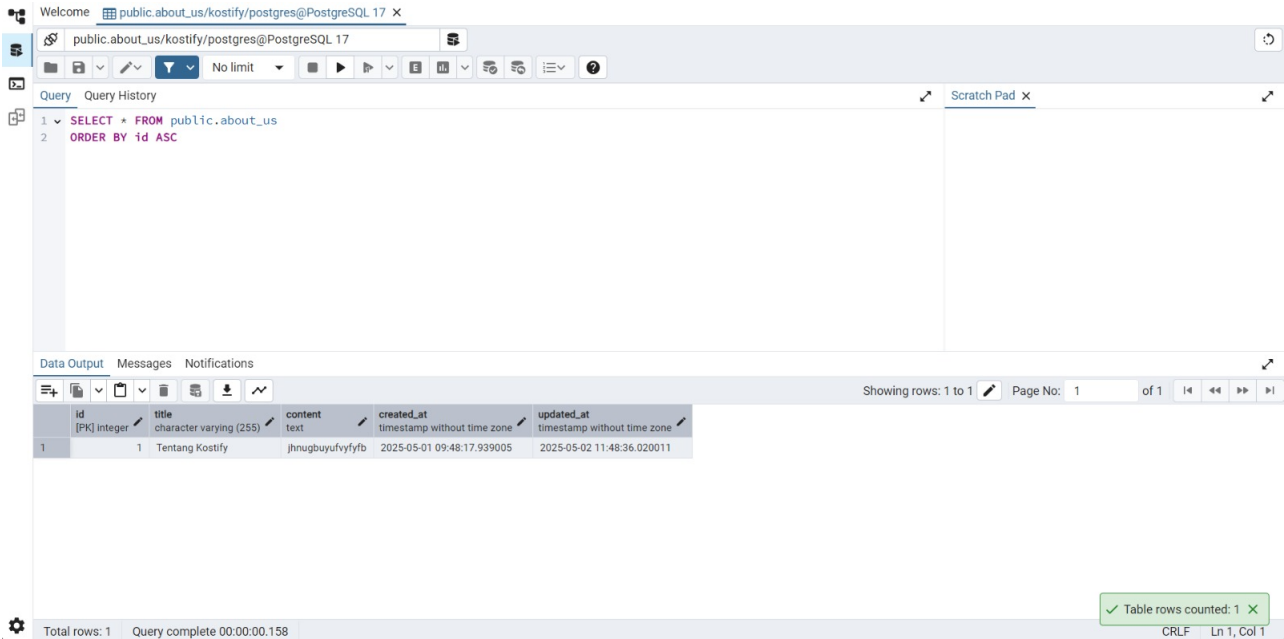 Welcome public.about_us/kostify/postgres@PostgreSQL 17
public.about_us/kostify/postgres@PostgreSQL 17
No limit
Query Query History Scratch Pad
1 SELECT * FROM public.about_us
2 ORDER BY id ASC
Data Output Messages Notifications
Showing rows: 1 to 1 Page No: 1 of 1
id title content created_at updated_at
[PK] integer character varying (255) text timestamp without time zone timestamp without time zone
1 1 Tentang Kostify jhnugbuyufvyfyfb 2025-05-01 09:48:17.939005 2025-05-02 11:48:36.020011
Table rows counted: 1
Total rows: 1 Query complete 00:00:00.158 CRLF Ln 1, Col 1